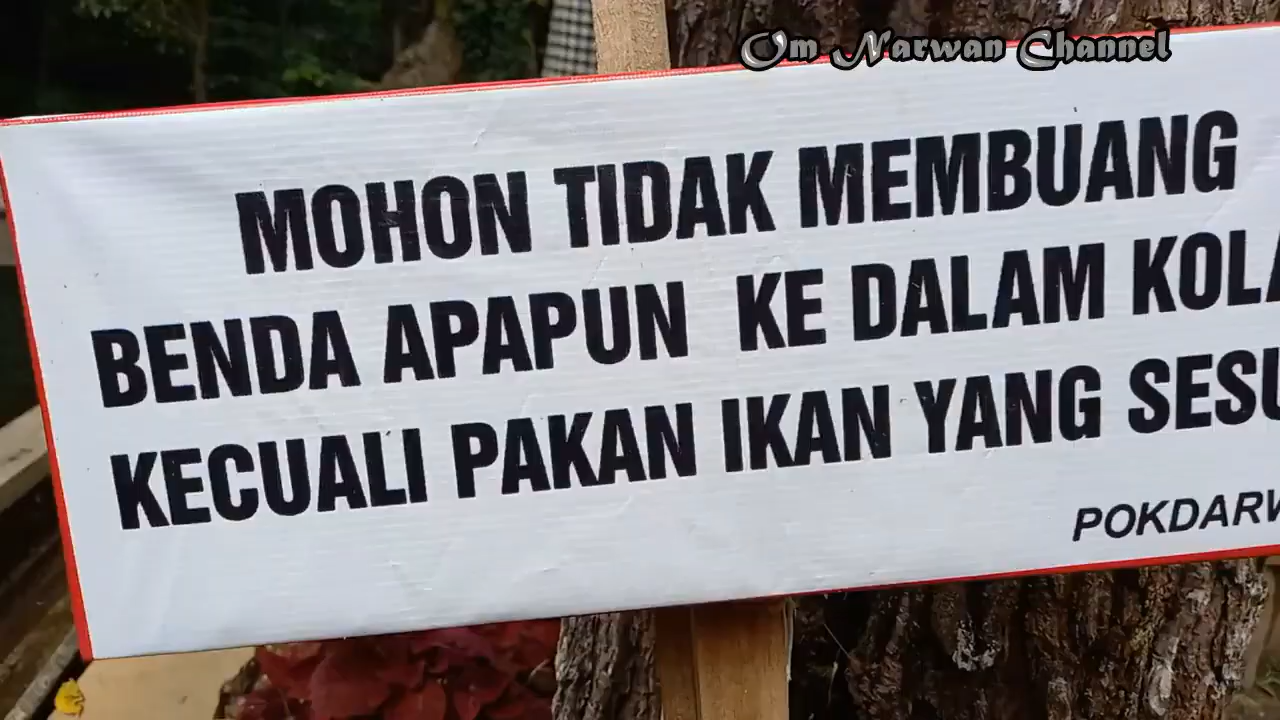 Om Narwan Channel
MOHON TIDAK MEMBUANG
BENDA APAPUN KE DALAM KOLA
KECUALI PAKAN IKAN YANG SESU
POKDARW